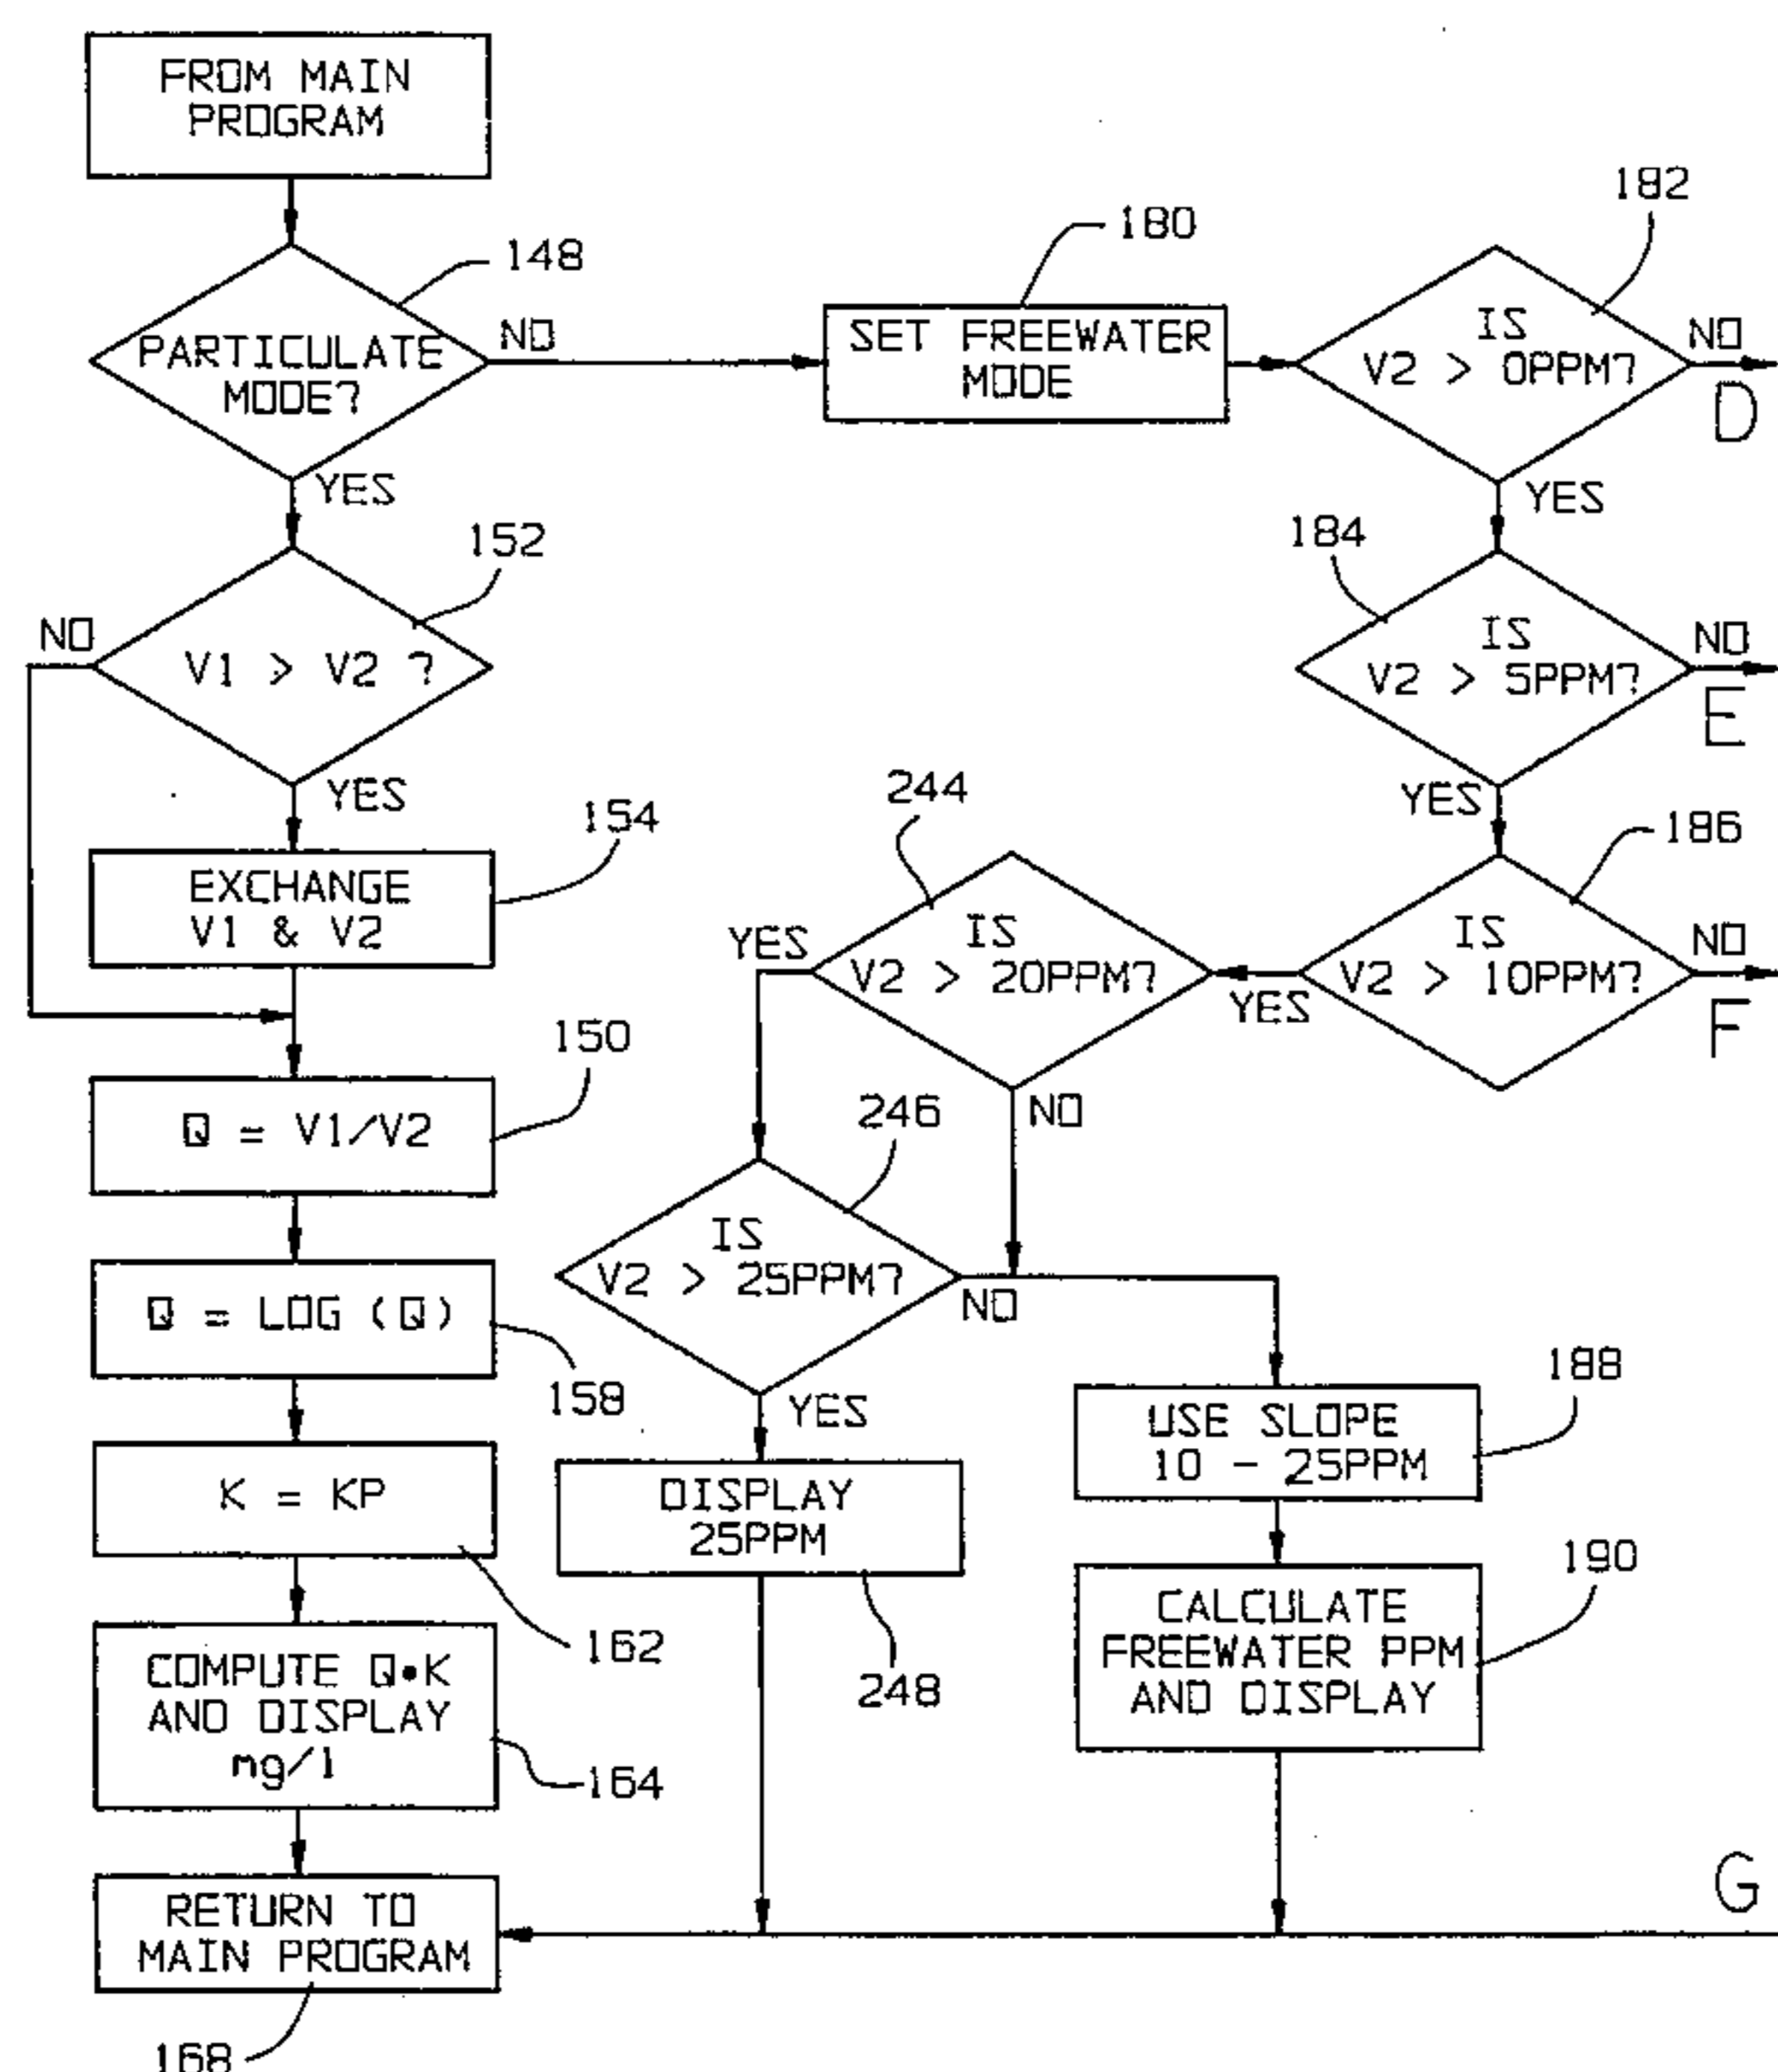 FROM MAIN
PROGRAM
148
PARTICULATE
MODE?
NO
YES
180
SET FREEWATER
MODE
182
IS
V2 > 0PPM?
NO
D
YES
152
NO
V1 > V2 ?
YES
184
IS
V2 > 5PPM?
NO
E
YES
154
EXCHANGE
V1 & V2
244
YES
IS
V2 > 20PPM?
NO
186
IS
V2 > 10PPM?
YES
NO
F
150
Q = V1/V2
246
IS
V2 > 25PPM?
NO
YES
Q = LOG (Q)
158
188
USE SLOPE
10 - 25PPM
K = KP
162
DISPLAY
25PPM
248
190
CALCULATE
FREEWATER PPM
AND DISPLAY
COMPUTE Q•K
AND DISPLAY
mg/l
164
G
RETURN TO
MAIN PROGRAM
168